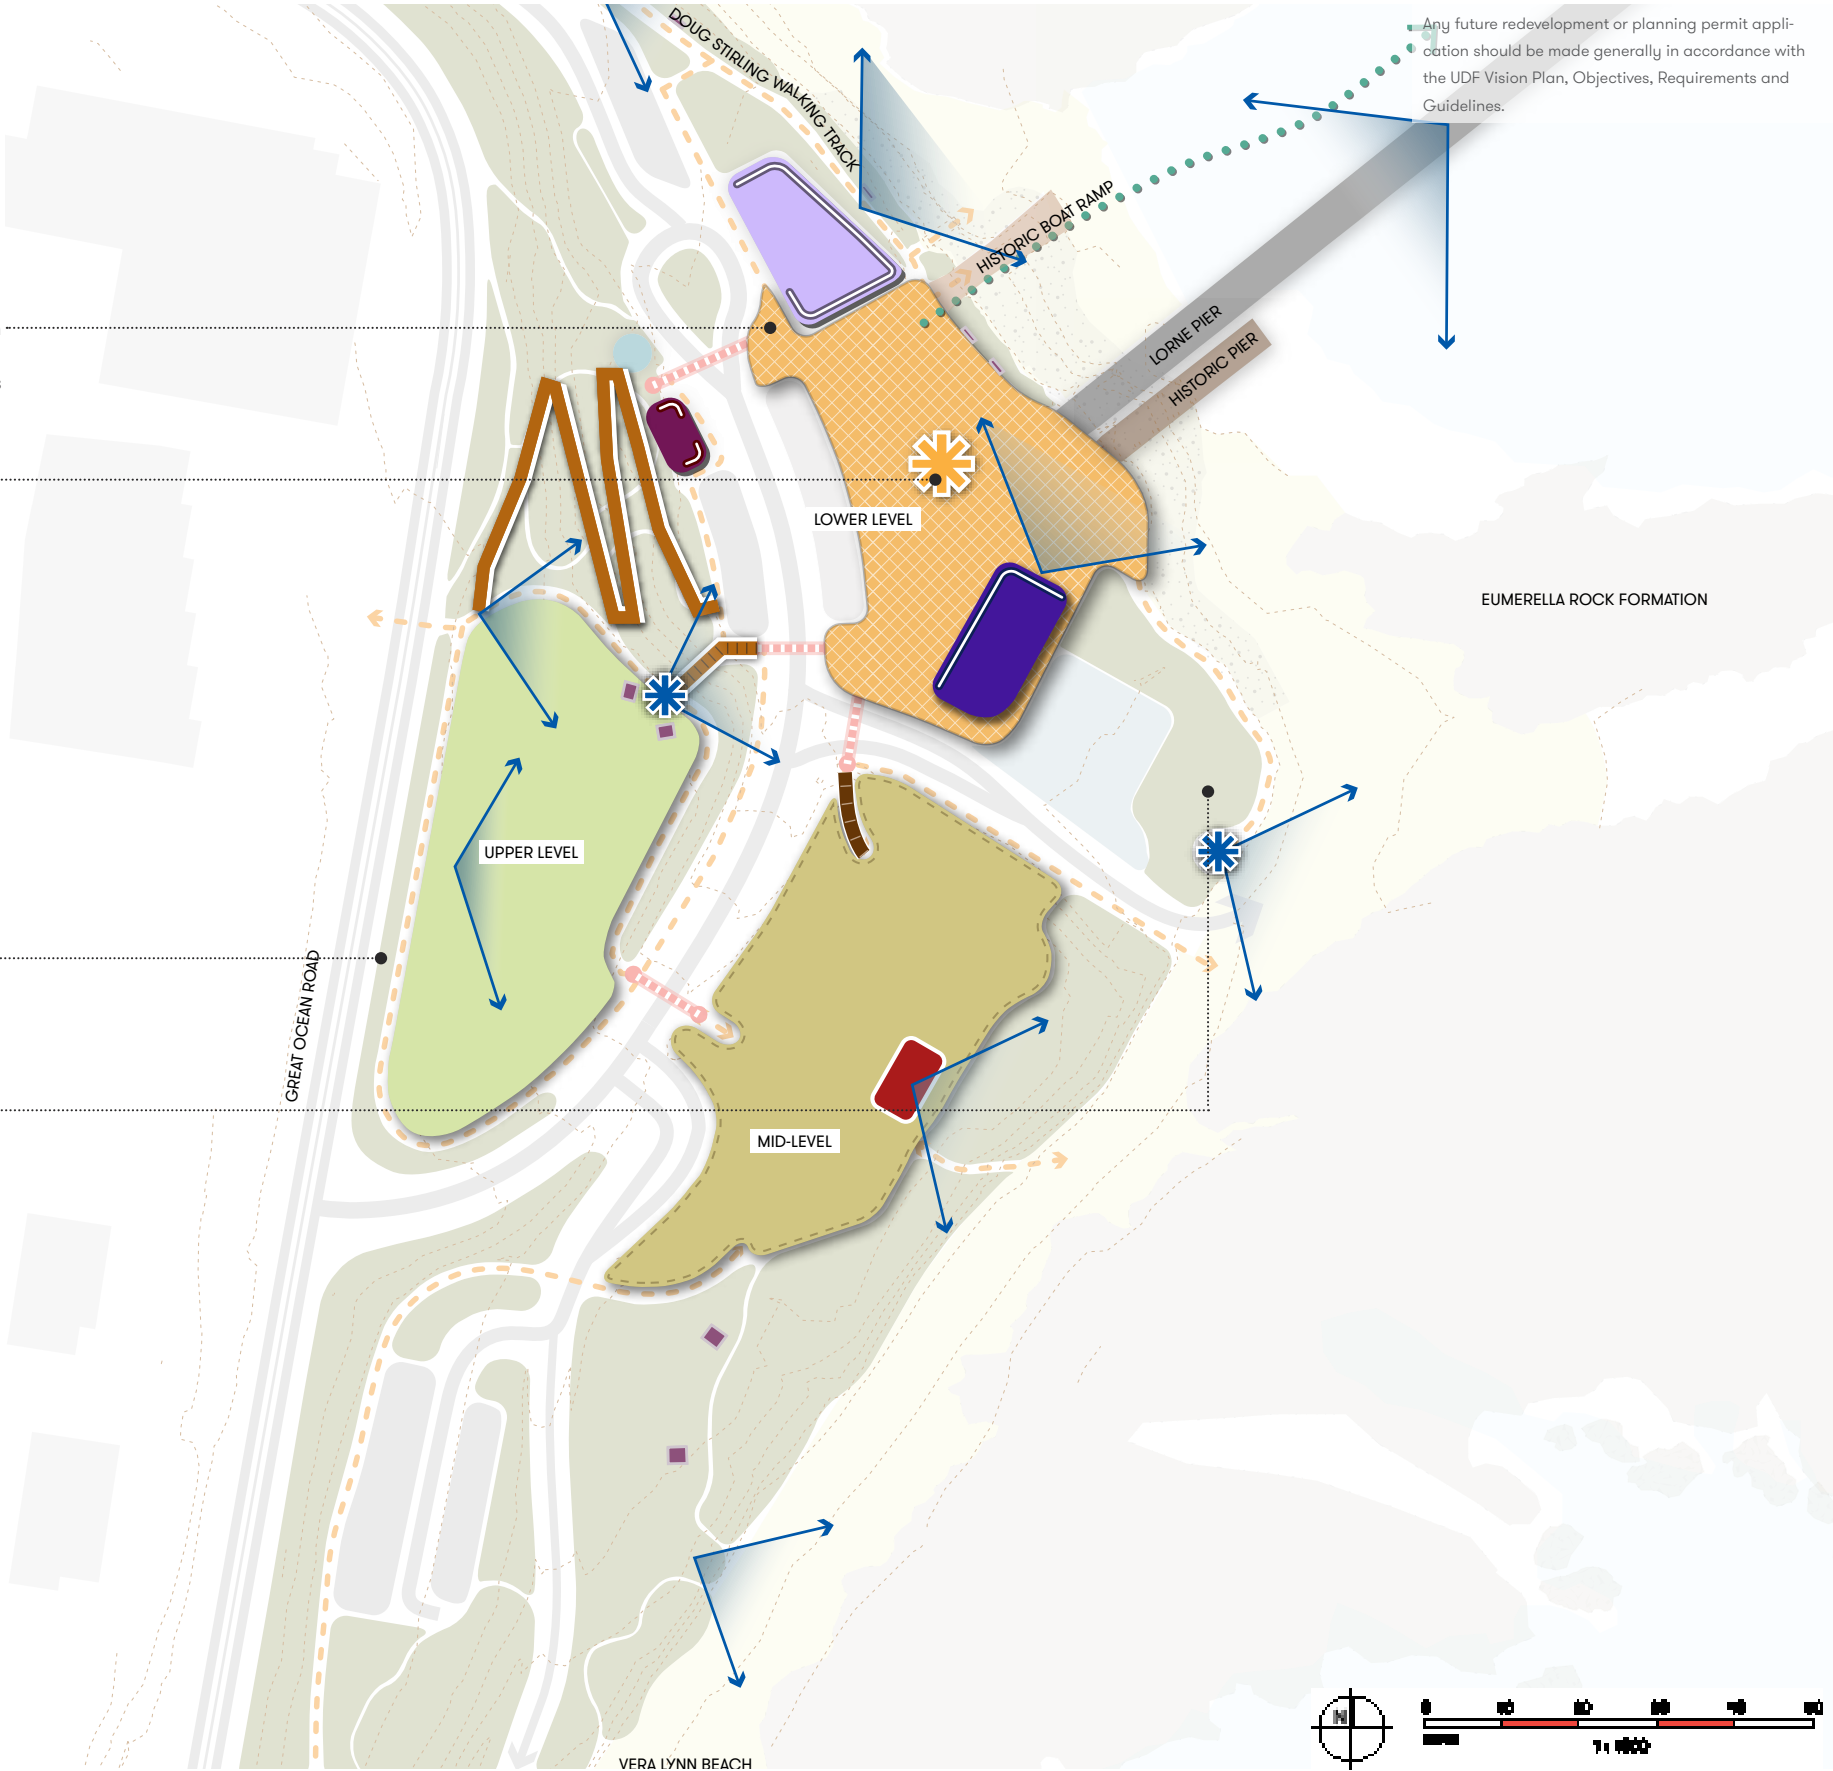 Any future redevelopment or planning permit appli-
cation should be made generally in accordance with
the UDF Vision Plan, Objectives, Requirements and
Guidelines.
DOUG STIRLING WALKING TRACK
HISTORIC BOAT RAMP
LORNE PIER
HISTORIC PIER
LOWER LEVEL
EUMERELLA ROCK FORMATION
UPPER LEVEL
GREAT OCEAN ROAD
MID-LEVEL
N
VERA LYNN BEACH